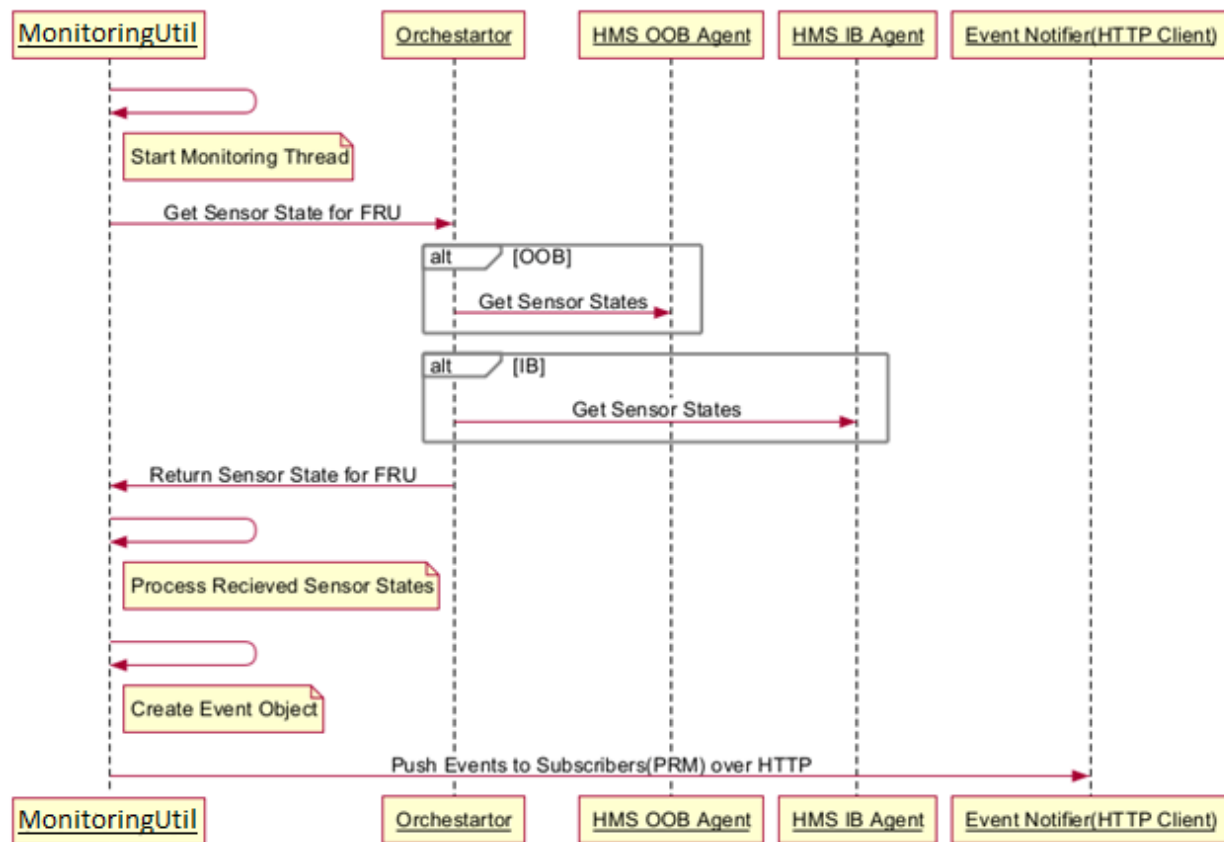 MonitoringUtil
Orchestartor
HMS OOB Agent
HMS IB Agent
Event Notifier(HTTP Client)
Start Monitoring Thread
Get Sensor State for FRU
alt [OOB]
Get Sensor States
alt [IB]
Get Sensor States
Return Sensor State for FRU
Process Recieved Sensor States
Create Event Object
Push Events to Subscribers(PRM) over HTTP
MonitoringUtil
Orchestartor
HMS OOB Agent
HMS IB Agent
Event Notifier(HTTP Client)